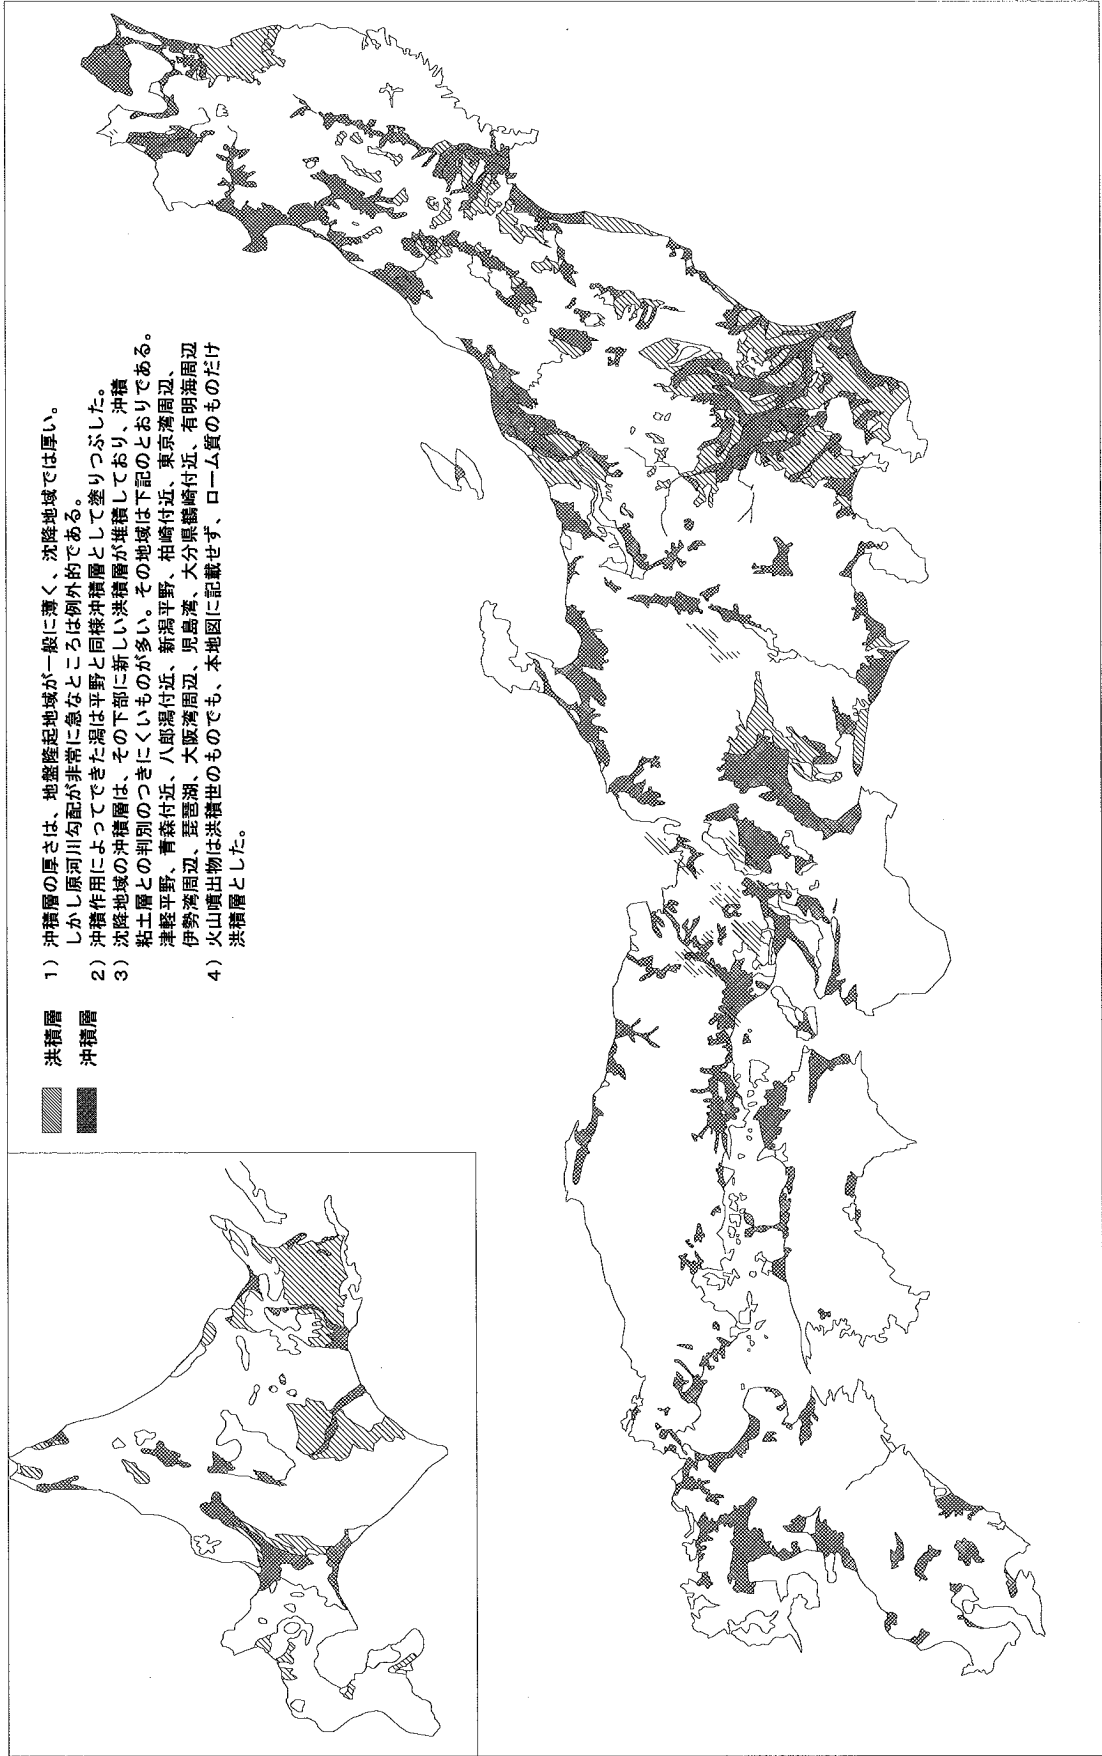 洪積層
沖積層
1) 沖積層の厚さは、地盤隆起地域が一般に薄く、沈降地域では厚い。
しかし原河川勾配が非常に急なところは例外的である。
2) 沖積作用によってできた潟は平野と同様沖積層として塗りつぶした。
3) 沈降地域の沖積層は、その下部に新しい洪積層が堆積しており、沖積
粘土層との判別のつきにくいものが多い。その地域は下記のとおりである。
津軽平野、青森付近、八郎潟付近、新潟平野、柏崎付近、東京湾周辺、
伊勢湾周辺、琵琶湖、大阪湾周辺、児島湾、大分県鶴崎付近、有明海周辺
4) 火山噴出物は洪積世のものでも、本地図に記載せず、ローム質のものだけ
洪積層とした。